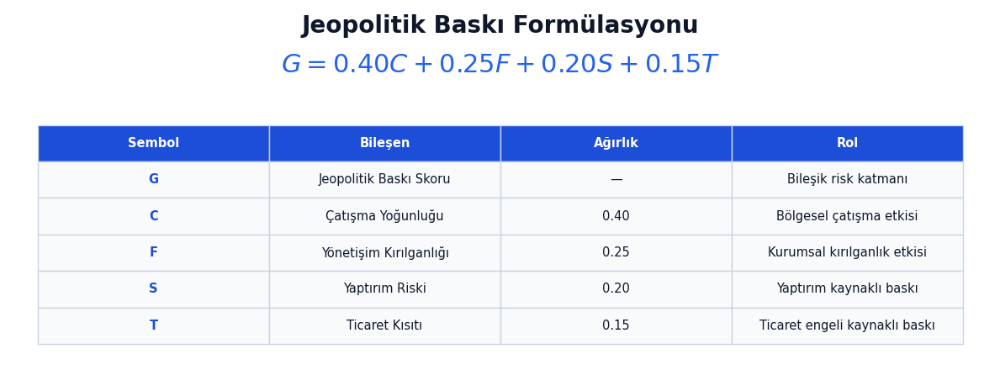 Jeopolitik Baskı Formülasyonu
G = 0.40C + 0.25F + 0.20S + 0.15T
Sembol Bileşen Ağırlık Rol
G Jeopolitik Baskı Skoru — Bileşik risk katmanı
C Çatışma Yoğunluğu 0.40 Bölgesel çatışma etkisi
F Yönetişim Kırılganlığı 0.25 Kurumsal kırılganlık etkisi
S Yaptırım Riski 0.20 Yaptırım kaynaklı baskı
T Ticaret Kısıtı 0.15 Ticaret engeli kaynaklı baskı